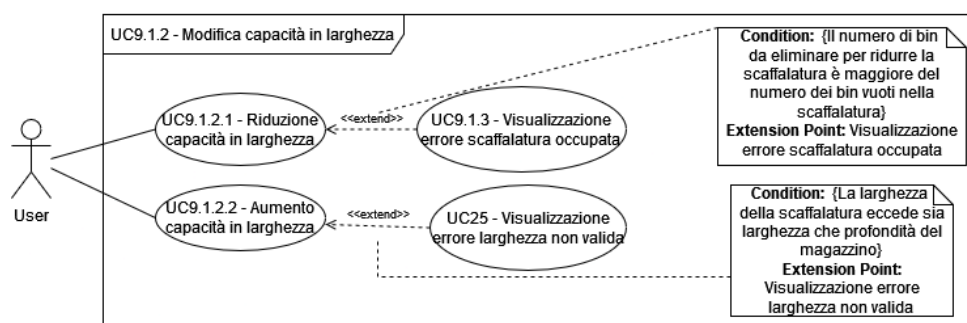 UC9.1.2 - Modifica capacità in larghezza
Condition: {Il numero di bin
da eliminare per ridurre la
scaffalatura è maggiore del
numero dei bin vuoti nella
scaffalatura}
Extension Point: Visualizzazione
errore scaffalatura occupata
UC9.1.2.1 - Riduzione
capacità in larghezza
<<extend>>
UC9.1.3 - Visualizzazione
errore scaffalatura occupata
User
UC9.1.2.2 - Aumento
capacità in larghezza
<<extend>>
UC25 - Visualizzazione
errore larghezza non valida
Condition: {La larghezza
della scaffalatura eccede sia
larghezza che profondità del
magazzino}
Extension Point:
Visualizzazione errore
larghezza non valida